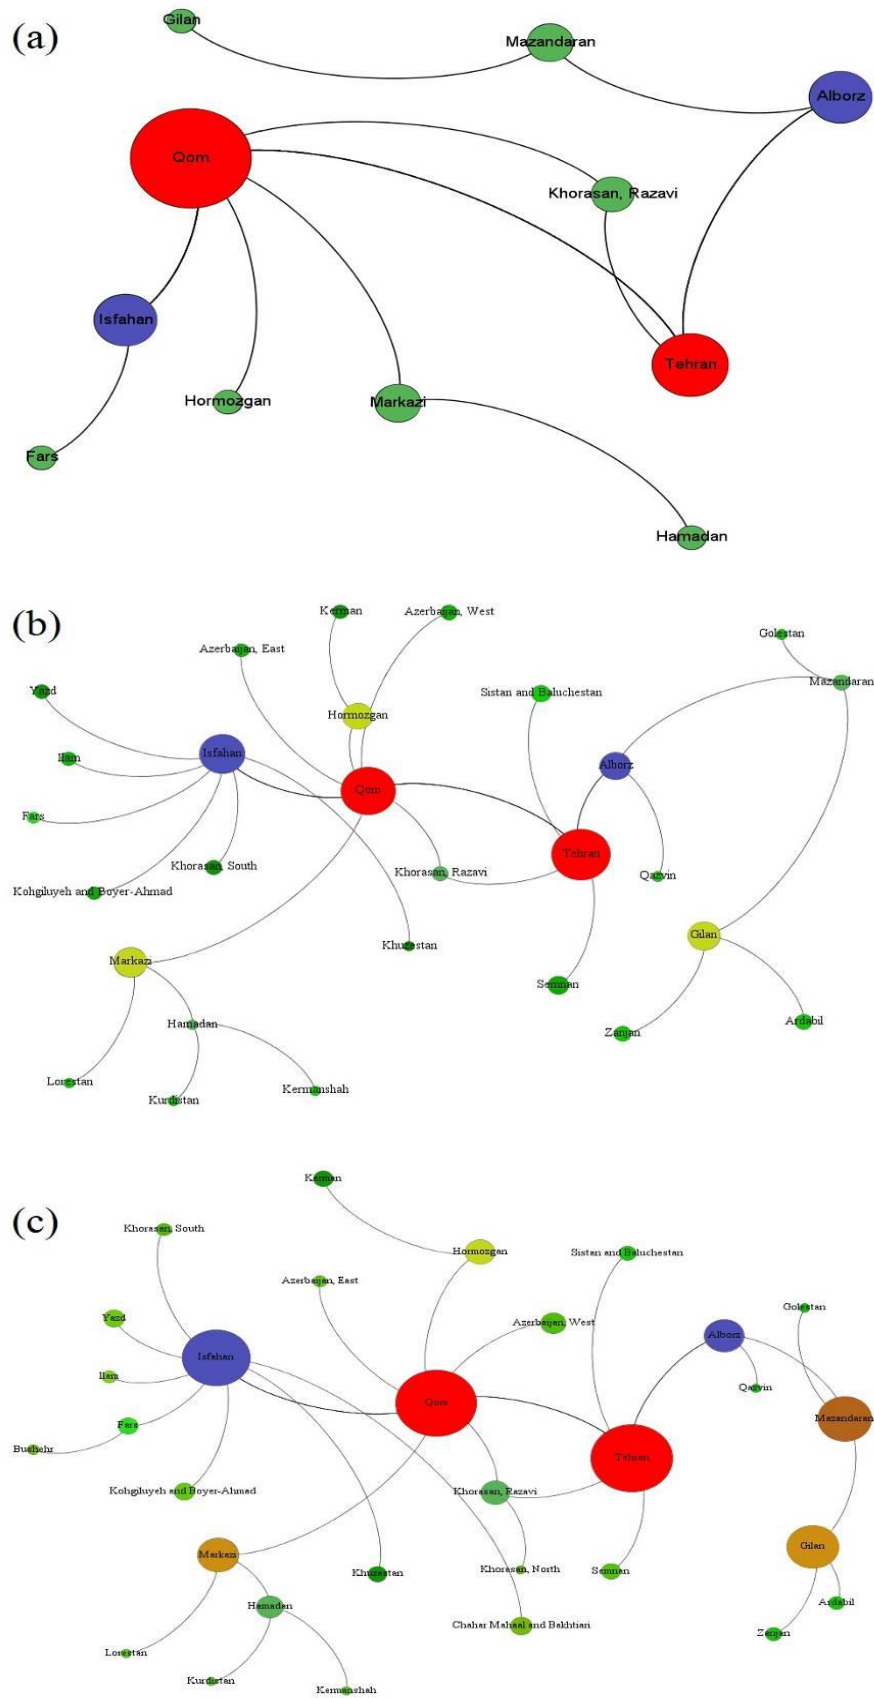 (a)
Gilan
Mazandaran
Alborz
Qom
Khorasan, Razavi
Isfahan
Tehran
Hormozgan
Markazi
Fars
Hamadan
(b)
Kerman
Azerbaijan, West
Golestan
Azerbaijan, East
Mazandaran
Yazd
Sistan and Baluchestan
Hormozgan
Isfahan
Ilam
Alborz
Qom
Fars
Tehran
Khorasan, South
Khorasan, Razavi
Qazvin
Kohgiluyeh and Boyer-Ahmad
Gilan
Khuzestan
Markazi
Semnan
Hamadan
Zanjan
Ardabil
Lorestan
Kurdistan
Kermanshah
(c)
Kerman
Khorasan, South
Hormozgan
Sistan and Baluchestan
Azerbaijan, East
Golestan
Yazd
Azerbaijan, West
Alborz
Isfahan
Ilam
Qazvin
Qom
Mazandaran
Fars
Bushehr
Tehran
Kohgiluyeh and Boyer-Ahmad
Khorasan, Razavi
Gilan
Markazi
Khuzestan
Khorasan, North
Semnan
Hamadan
Ardabil
Chahar Mahaal and Bakhtiari
Zanjan
Lorestan
Kurdistan
Kermanshah